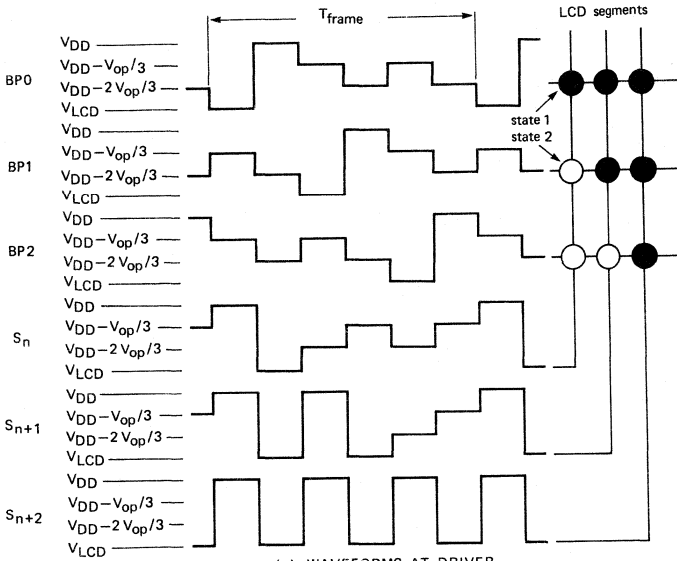 Tframe
LCD segments
BP0
VDD
VDD−Vop/3
VDD−2 Vop/3
VLCD
state 1
state 2
BP1
VDD
VDD−Vop/3
VDD−2 Vop/3
VLCD
BP2
VDD
VDD−Vop/3
VDD−2 Vop/3
VLCD
Sn
VDD
VDD−Vop/3
VDD−2 Vop/3
VLCD
Sn+1
VDD
VDD−Vop/3
VDD−2 Vop/3
VLCD
Sn+2
VDD
VDD−Vop/3
VDD−2 Vop/3
VLCD
WAVEFORMS AT DRIVER